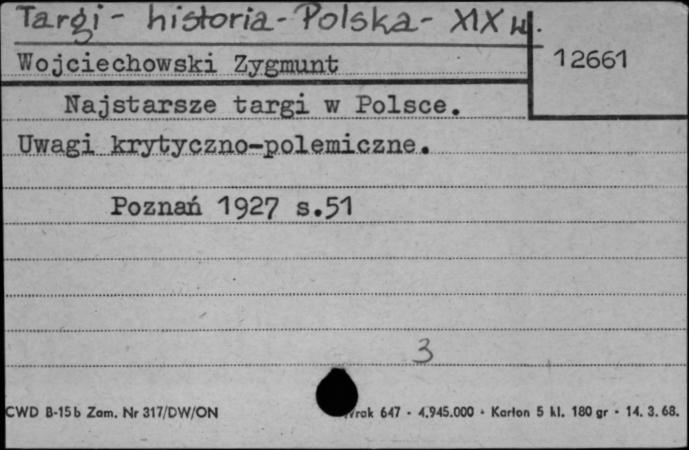 Targi - historia - Polska - XIX w.
Wojciechowski Zygmunt
12661
Najstarsze targi w Polsce.
Uwagi krytyczno-polemiczne.
Poznań 1927 s.51
3
CWD B-15b Zam. Nr 317/DW/ON
rak 647 - 4.945.000 - Karton 5 kl. 180 gr - 14. 3. 68.